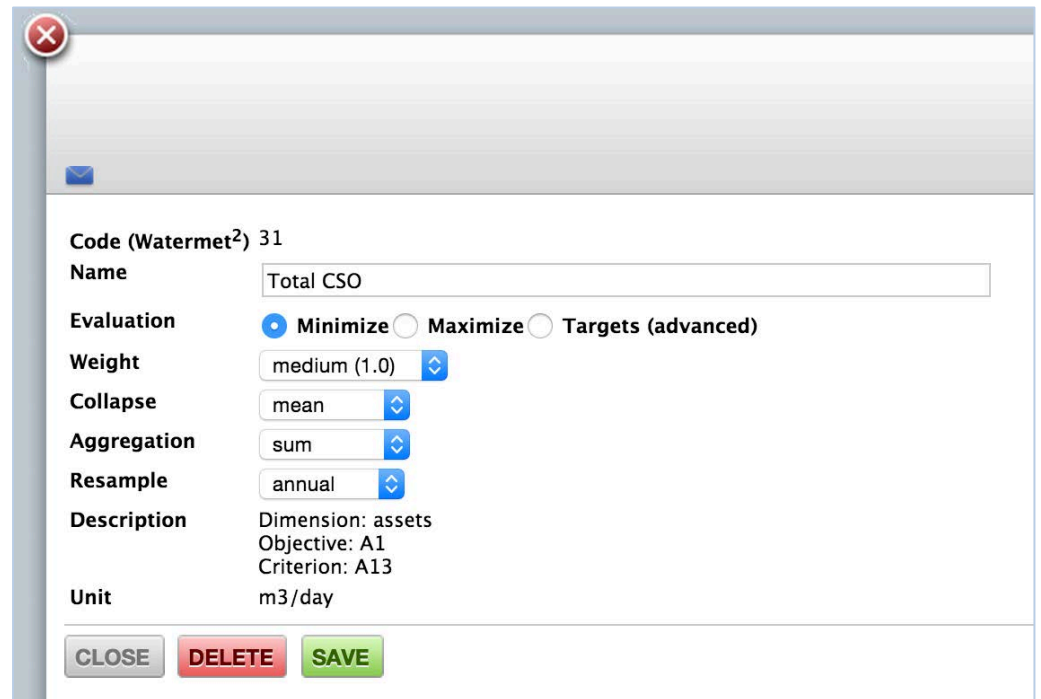 Code (Watermet²) 31
Name Total CSO
Evaluation Minimize Maximize Targets (advanced)
Weight medium (1.0)
Collapse mean
Aggregation sum
Resample annual
Description Dimension: assets
Objective: A1
Criterion: A13
Unit m3/day
CLOSE DELETE SAVE